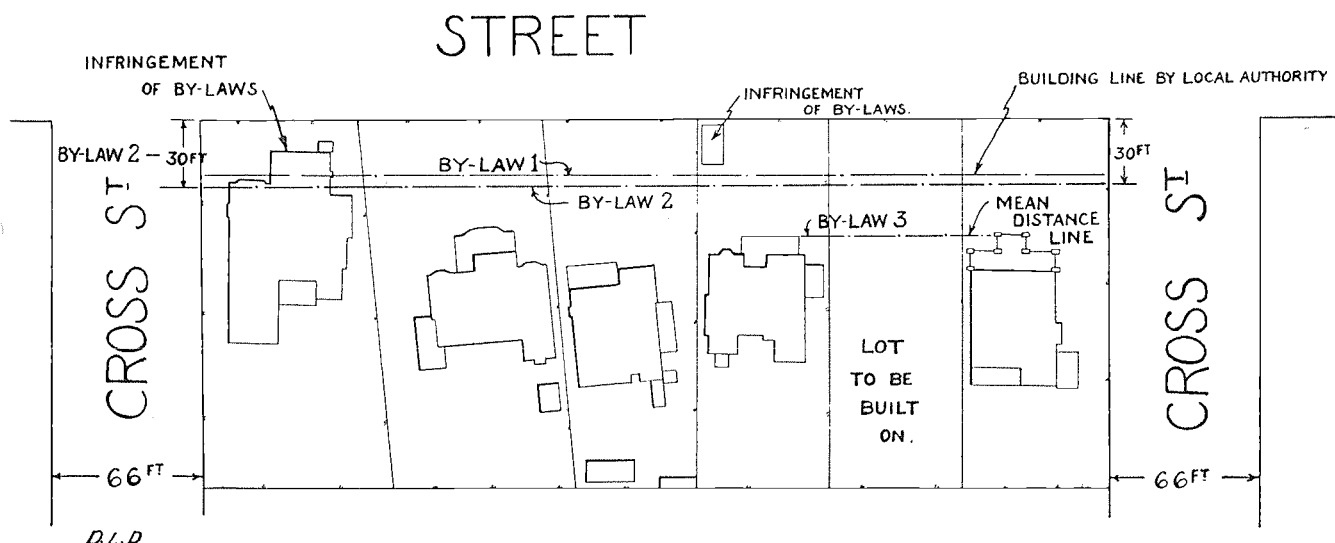 STREET
INFRINGEMENT
OF BY-LAWS
INFRINGEMENT
OF BY-LAWS.
BUILDING LINE BY LOCAL AUTHORITY
BY-LAW 2 - 30FT
30FT
BY-LAW 1
BY-LAW 2
BY-LAW 3
MEAN
DISTANCE
LINE
CROSS ST
CROSS ST
LOT
TO BE
BUILT
ON.
66FT
66FT
D.L.D